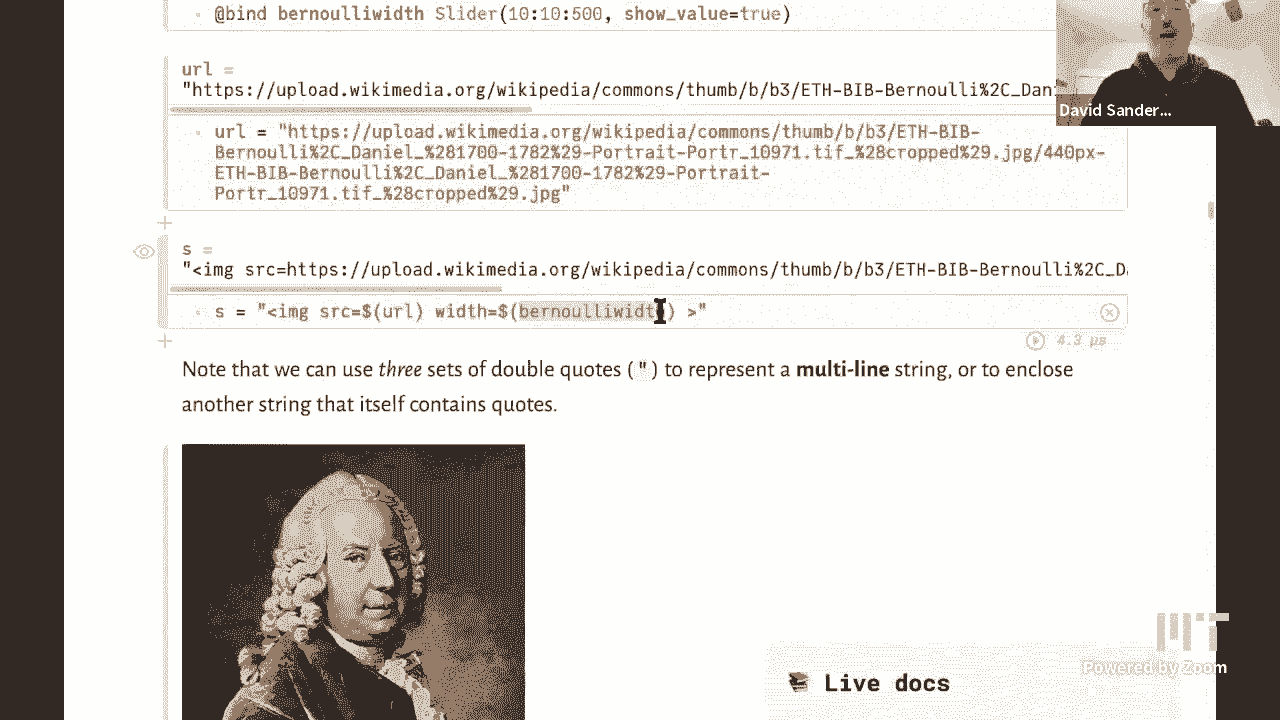 @bind bernoulliwidth Slider(10:10:500, show_value=true)
url =
"https://upload.wikimedia.org/wikipedia/commons/thumb/b/b3/ETH-BIB-Bernoulli%2C_Dan
David Sander...
url = "https://upload.wikimedia.org/wikipedia/commons/thumb/b/b3/ETH-BIB-
Bernoulli%2C_Daniel_%281700-1782%29-Portrait-Portr_10971.tif_%28cropped%29.jpg/440px-
ETH-BIB-Bernoulli%2C_Daniel_%281700-1782%29-Portrait-
Portr_10971.tif_%28cropped%29.jpg"
s =
"<img src=https://upload.wikimedia.org/wikipedia/commons/thumb/b/b3/ETH-BIB-Bernoulli%2C_D
s = "<img src=$(url) width=$(bernoulliwidth) >"
4.3 μs
Note that we can use three sets of double quotes (") to represent a multi-line string, or to enclose
another string that itself contains quotes.
MIT
Powered by Zoom
Live docs